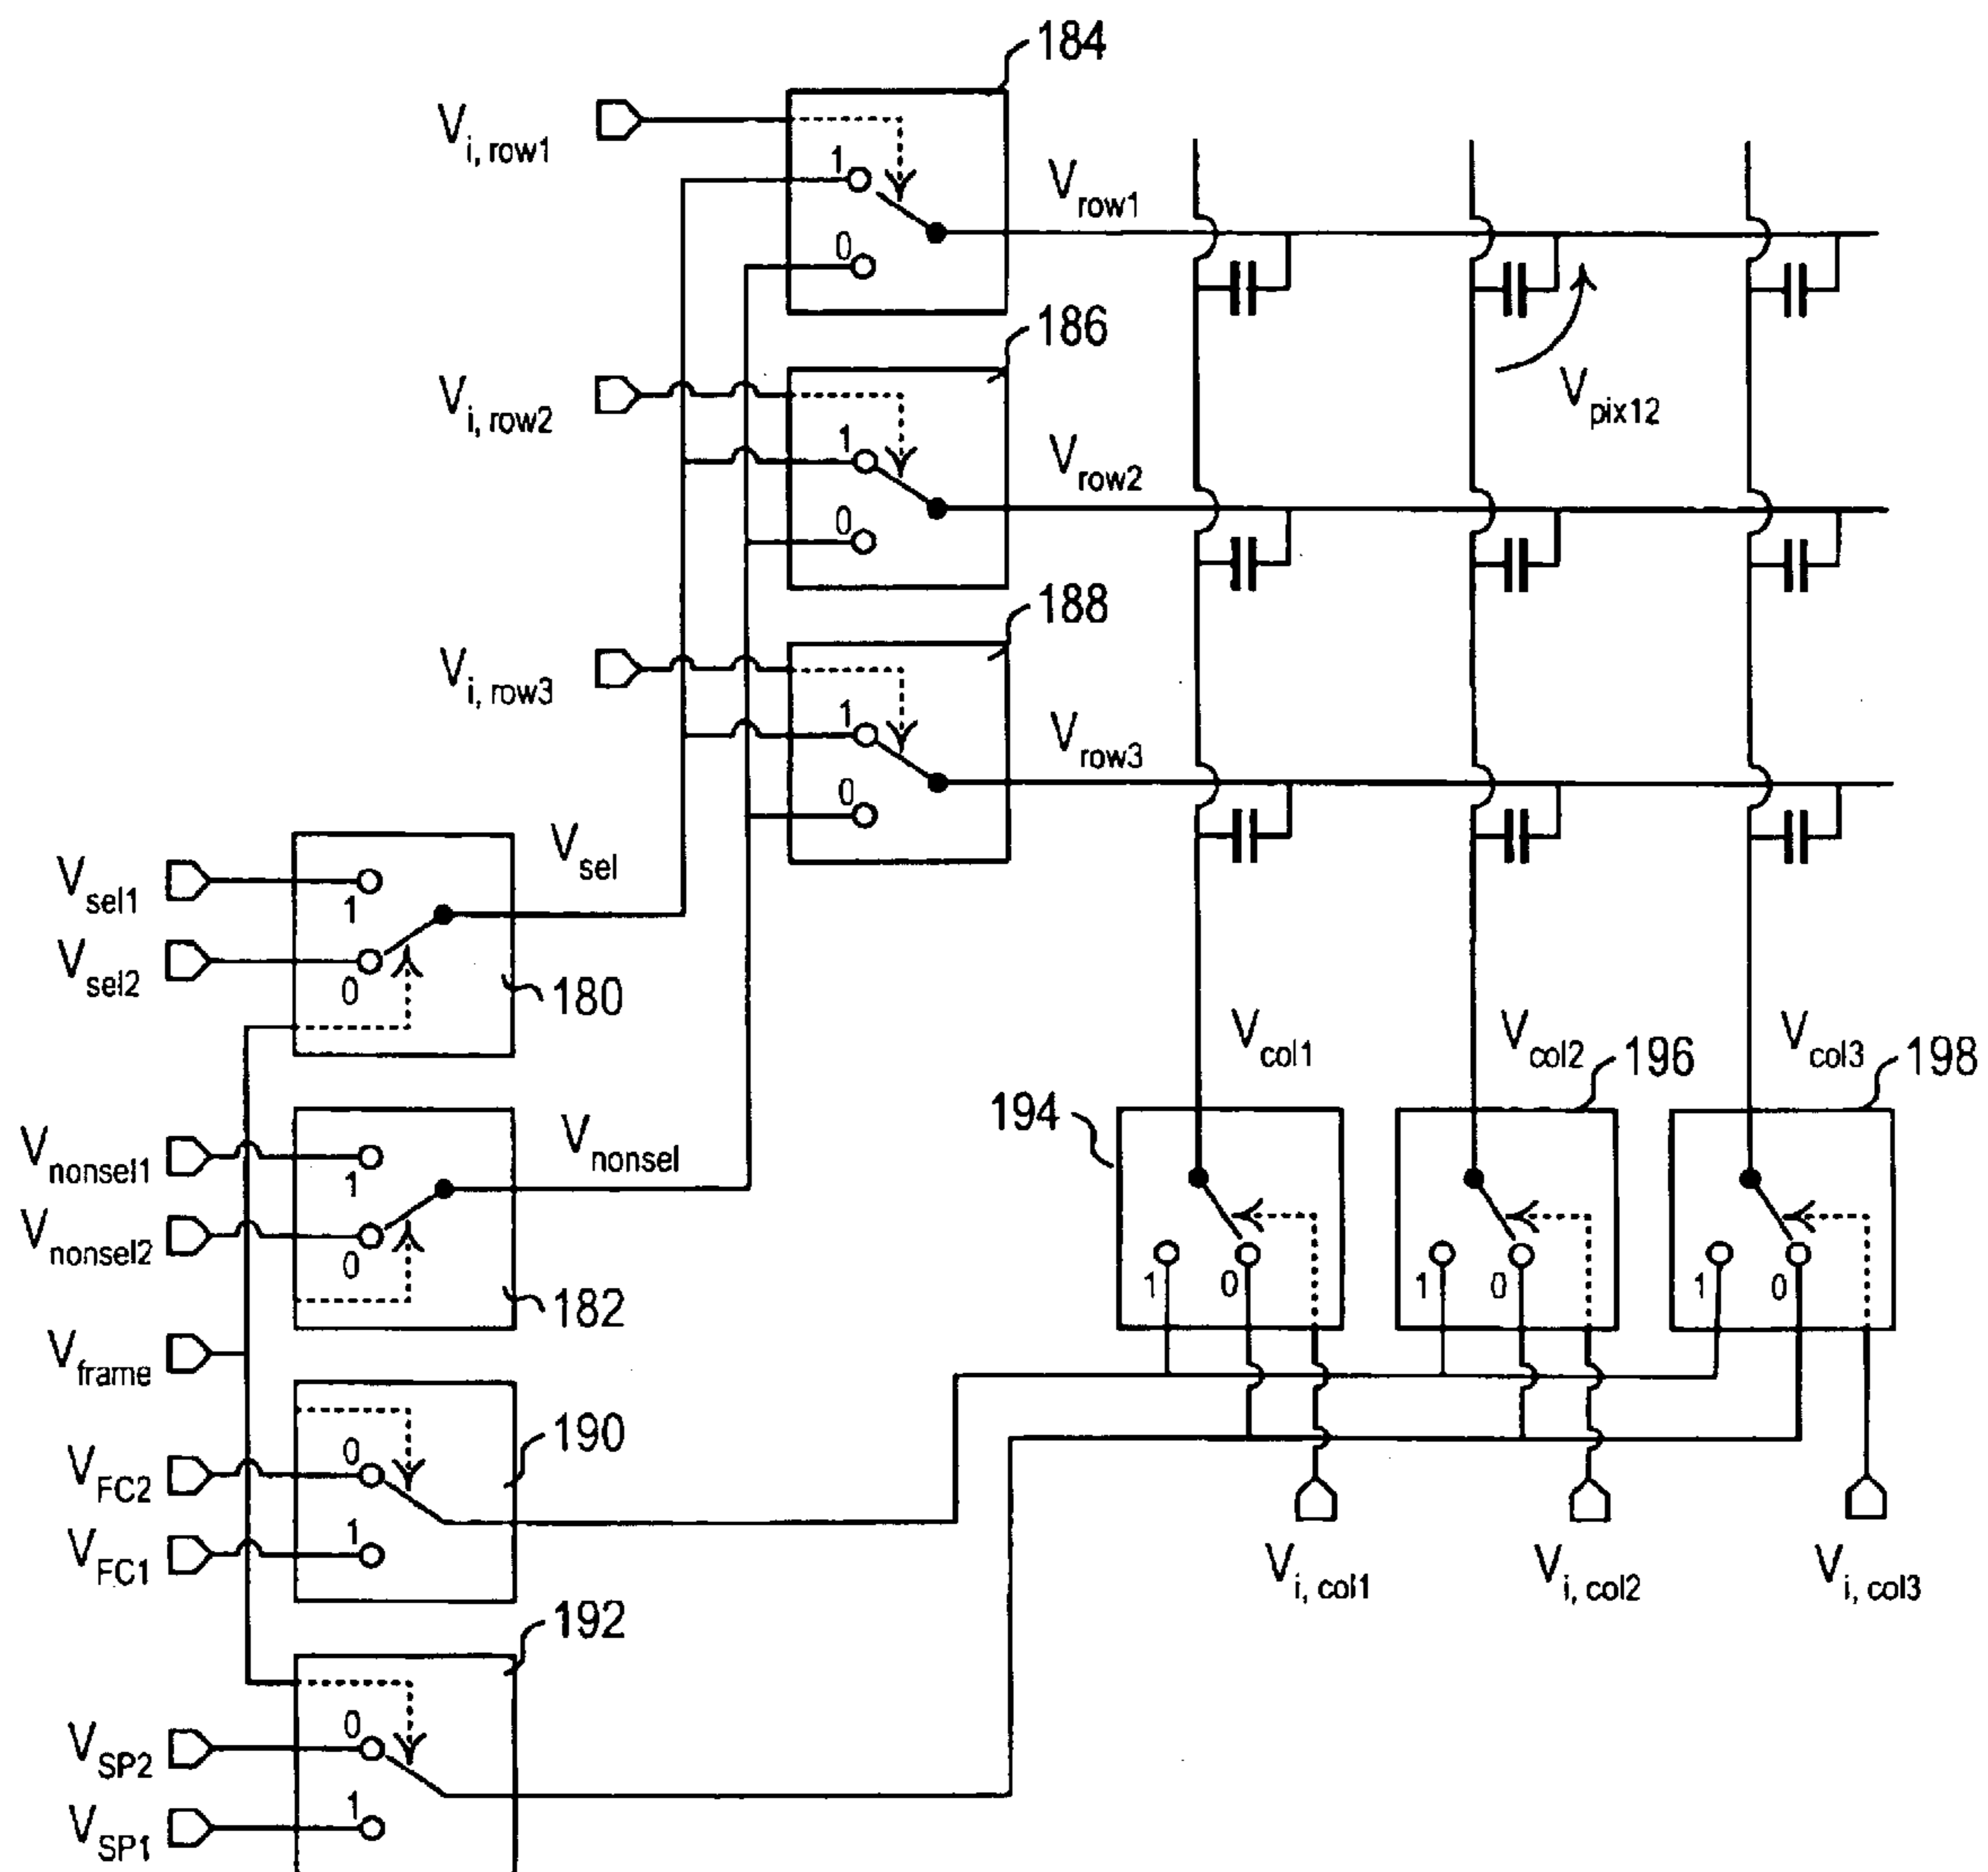 184
V i, row1
1
V row1
0
186
V i, row2
1
V row2
V pix12
0
188
V i, row3
1
V row3
0
V sel1
1
V sel
V sel2
0
180
V col1
V col2
196
V col3
198
194
V nonsel1
1
V nonsel
V nonsel2
0
182
1 0
1 0
1 0
V frame
190
V FC2
0
V FC1
1
V i, col1
V i, col2
V i, col3
192
V SP2
0
V SP1
1